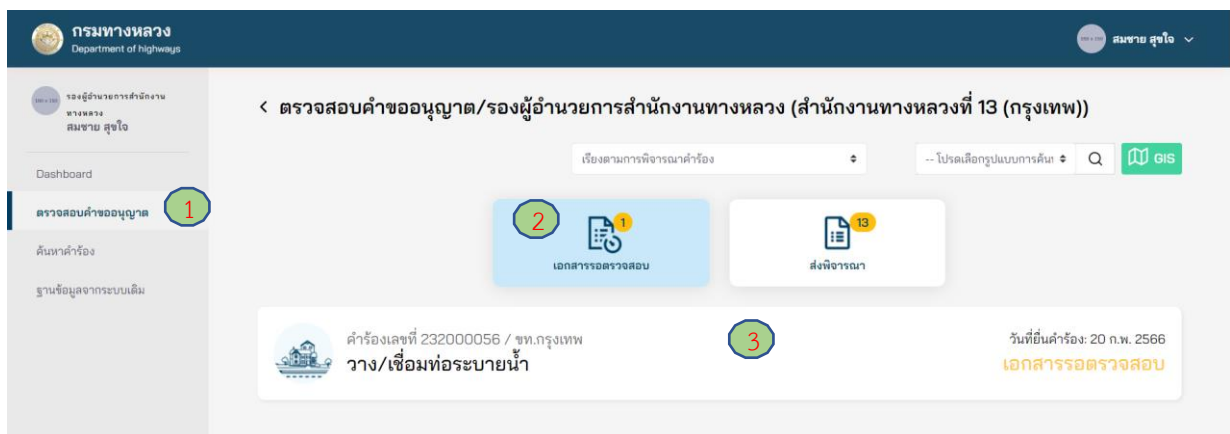 กรมทางหลวง
Department of highways
สมชาย สุขใจ
รองผู้อำนวยการสำนักงาน
ทางหลวง
สมชาย สุขใจ
< ตรวจสอบคำขออนุญาต/รองผู้อำนวยการสำนักงานทางหลวง (สำนักงานทางหลวงที่ 13 (กรุงเทพ))
เรียงตามการพิจารณาคำร้อง
-- โปรดเลือกรูปแบบการค้น
GIS
Dashboard
ตรวจสอบคำขออนุญาต
1
ค้นหาคำร้อง
ฐานข้อมูลจากระบบเดิม
2
1
เอกสารรอตรวจสอบ
13
ส่งพิจารณา
คำร้องเลขที่ 232000056 / ขท.กรุงเทพ
วาง/เชื่อมท่อระบายน้ำ
3
วันที่ยื่นคำร้อง: 20 ก.พ. 2566
เอกสารรอตรวจสอบ